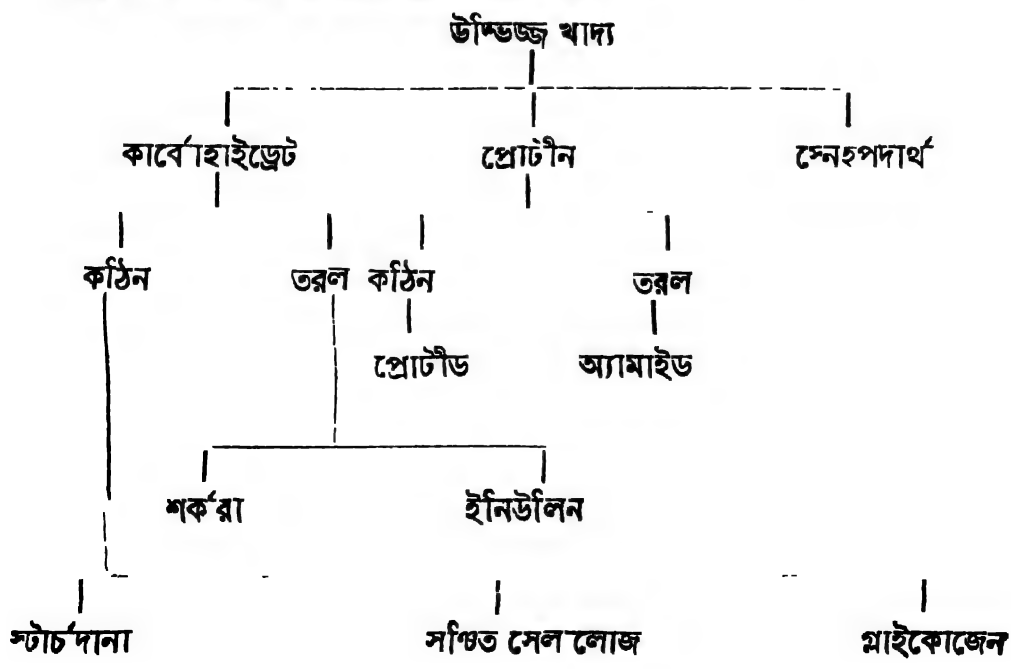 উদ্ভিজ্জ খাদ্য
কার্বোহাইড্রেট প্রোটীন স্নেহপদার্থ
কঠিন তরল কঠিন তরল
প্রোটীড অ্যামাইড
শর্করা ইনিউলিন
স্টার্চদানা সঞ্চিত সেললোজ গ্লাইকোজেন